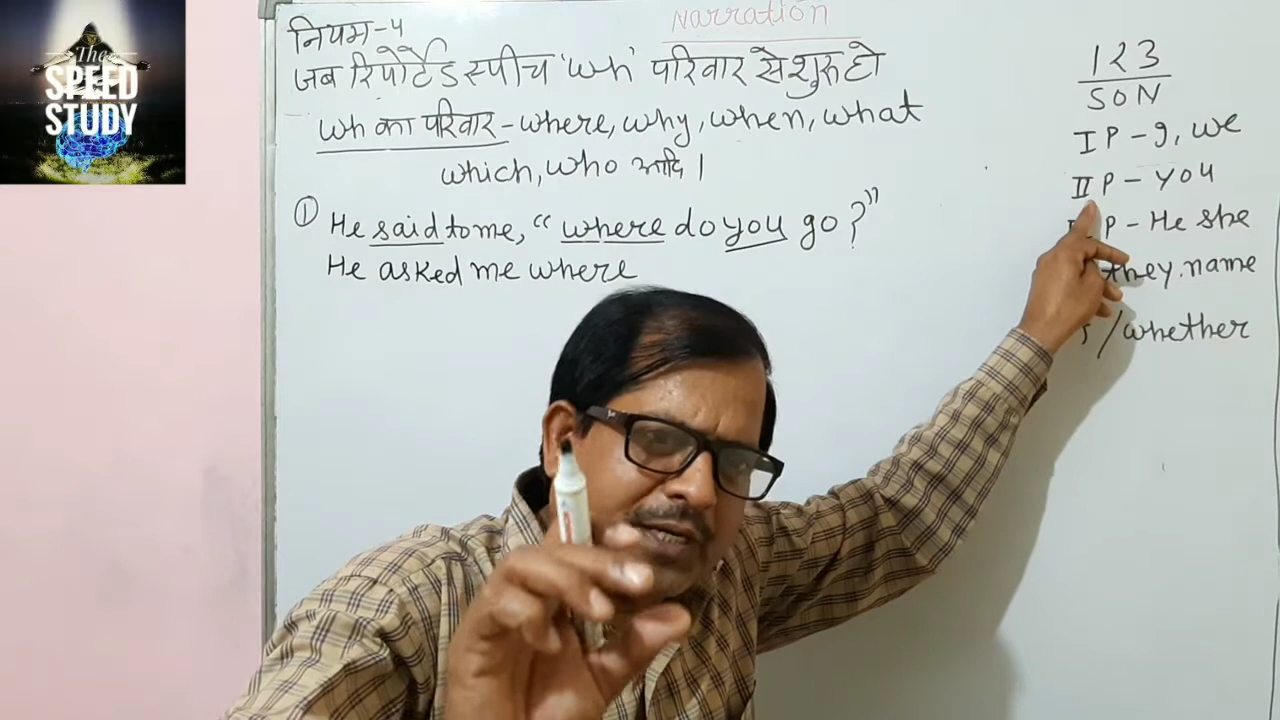 The
SPEED
STUDY
Narration
नियम-4
जब रिपोर्टेड स्पीच 'wh' परिवार से शुरू हो
wh का परिवार - where, why, when, what
which, who आदि ।
① He said to me, "where do you go?"
He asked me where
123
SON
I P - I, we
II P - you
P - He she
they. name
/whether